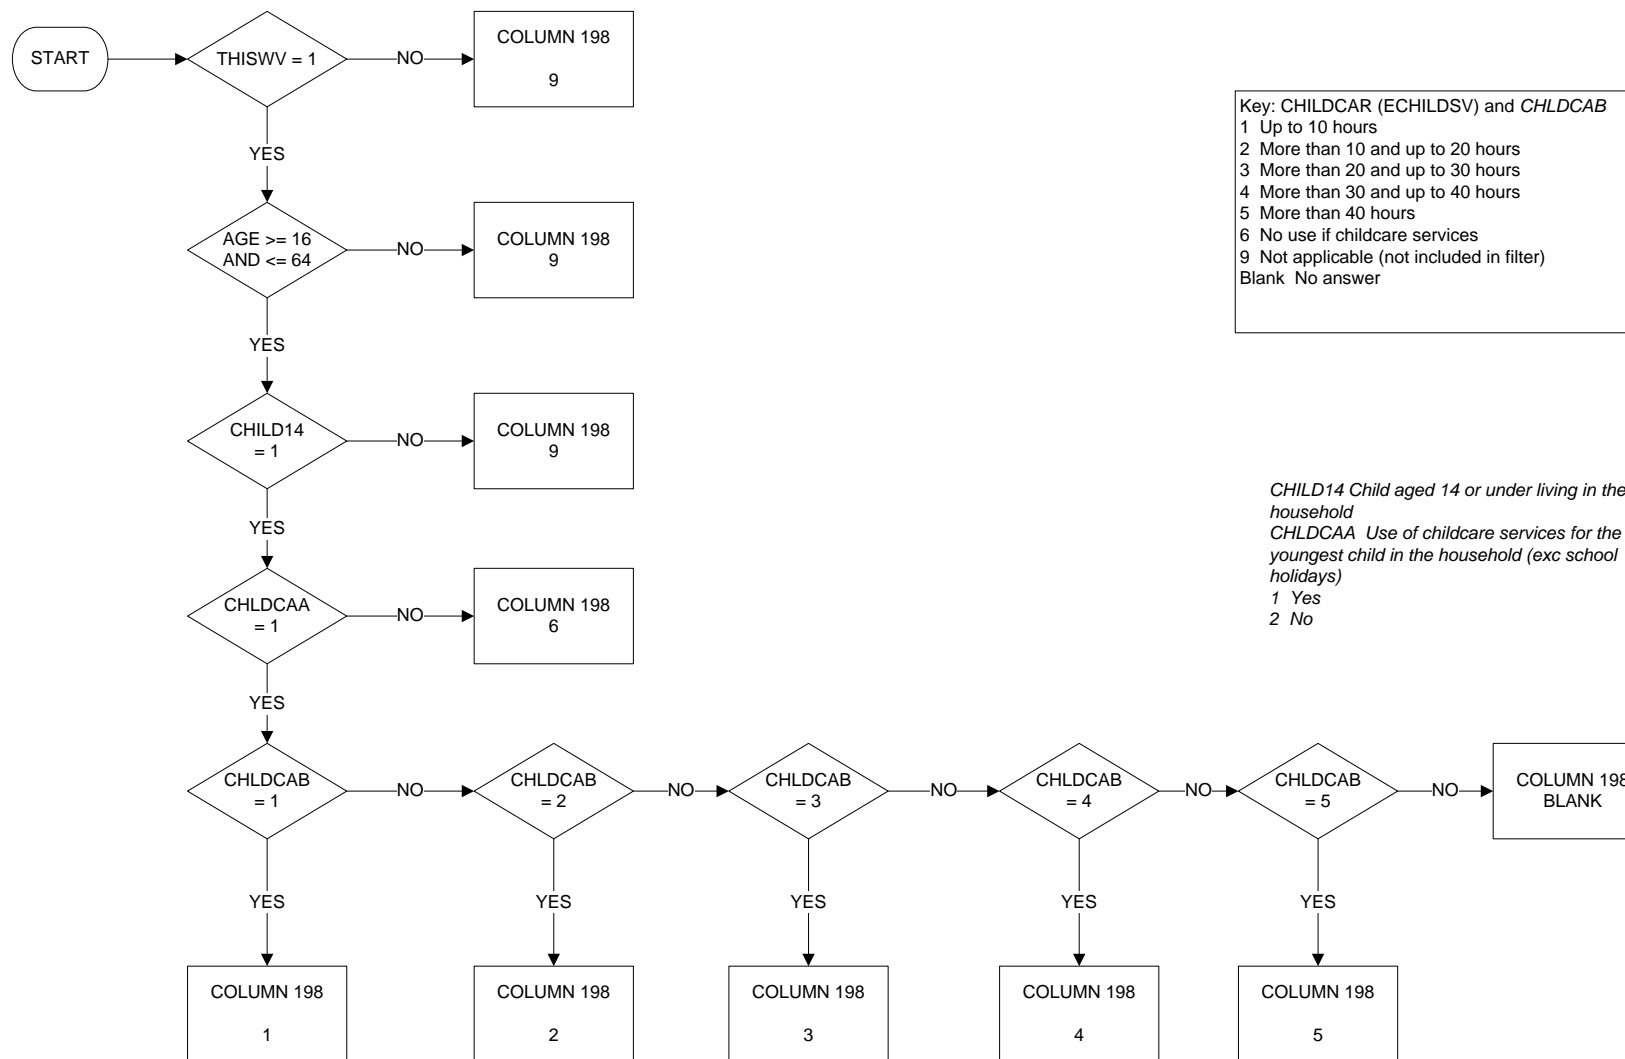 START
THISWV = 1
NO
COLUMN 198
9
YES
Key: CHILDCAR (ECHILDSV) and CHLDCAB
1 Up to 10 hours
2 More than 10 and up to 20 hours
3 More than 20 and up to 30 hours
4 More than 30 and up to 40 hours
5 More than 40 hours
6 No use if childcare services
9 Not applicable (not included in filter)
Blank No answer
AGE >= 16
AND <= 64
NO
COLUMN 198
9
YES
CHILD14
= 1
NO
COLUMN 198
9
YES
CHILD14 Child aged 14 or under living in the
household
CHLDCAA Use of childcare services for the
youngest child in the household (exc school
holidays)
1 Yes
2 No
CHLDCAA
= 1
NO
COLUMN 198
6
YES
CHLDCAB
= 1
NO
CHLDCAB
= 2
NO
CHLDCAB
= 3
NO
CHLDCAB
= 4
NO
CHLDCAB
= 5
NO
COLUMN 198
BLANK
YES
YES
YES
YES
YES
COLUMN 198
1
COLUMN 198
2
COLUMN 198
3
COLUMN 198
4
COLUMN 198
5